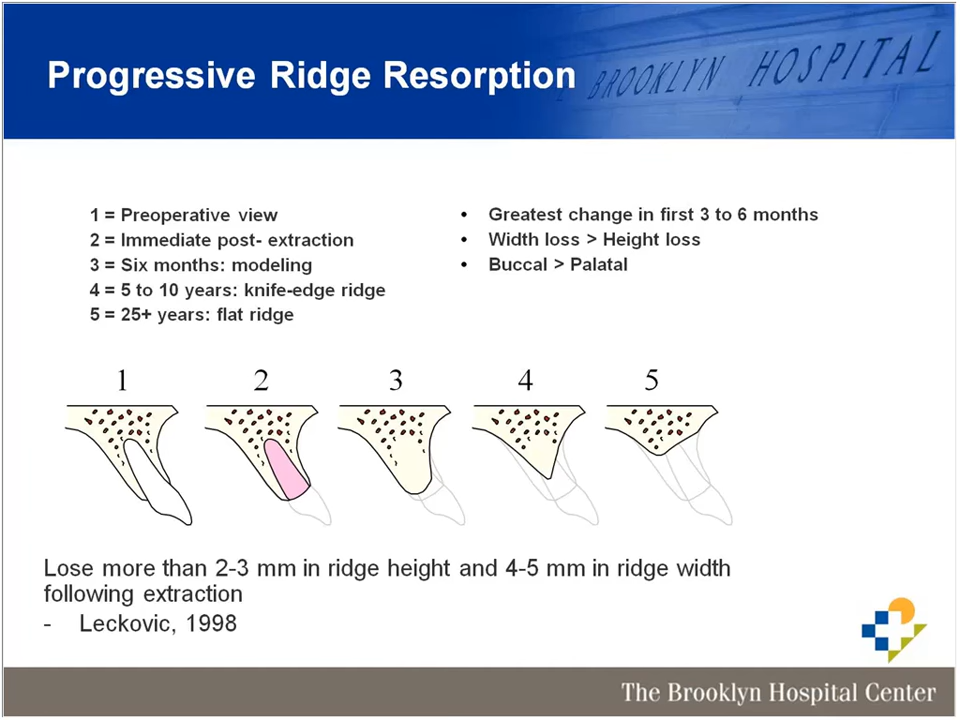 Progressive Ridge Resorption
BROOKLYN HOSPITAL
1 = Preoperative view
2 = Immediate post- extraction
3 = Six months: modeling
4 = 5 to 10 years: knife-edge ridge
5 = 25+ years: flat ridge
• Greatest change in first 3 to 6 months
• Width loss > Height loss
• Buccal > Palatal
1 2 3 4 5
Lose more than 2-3 mm in ridge height and 4-5 mm in ridge width
following extraction
- Leckovic, 1998
The Brooklyn Hospital Center